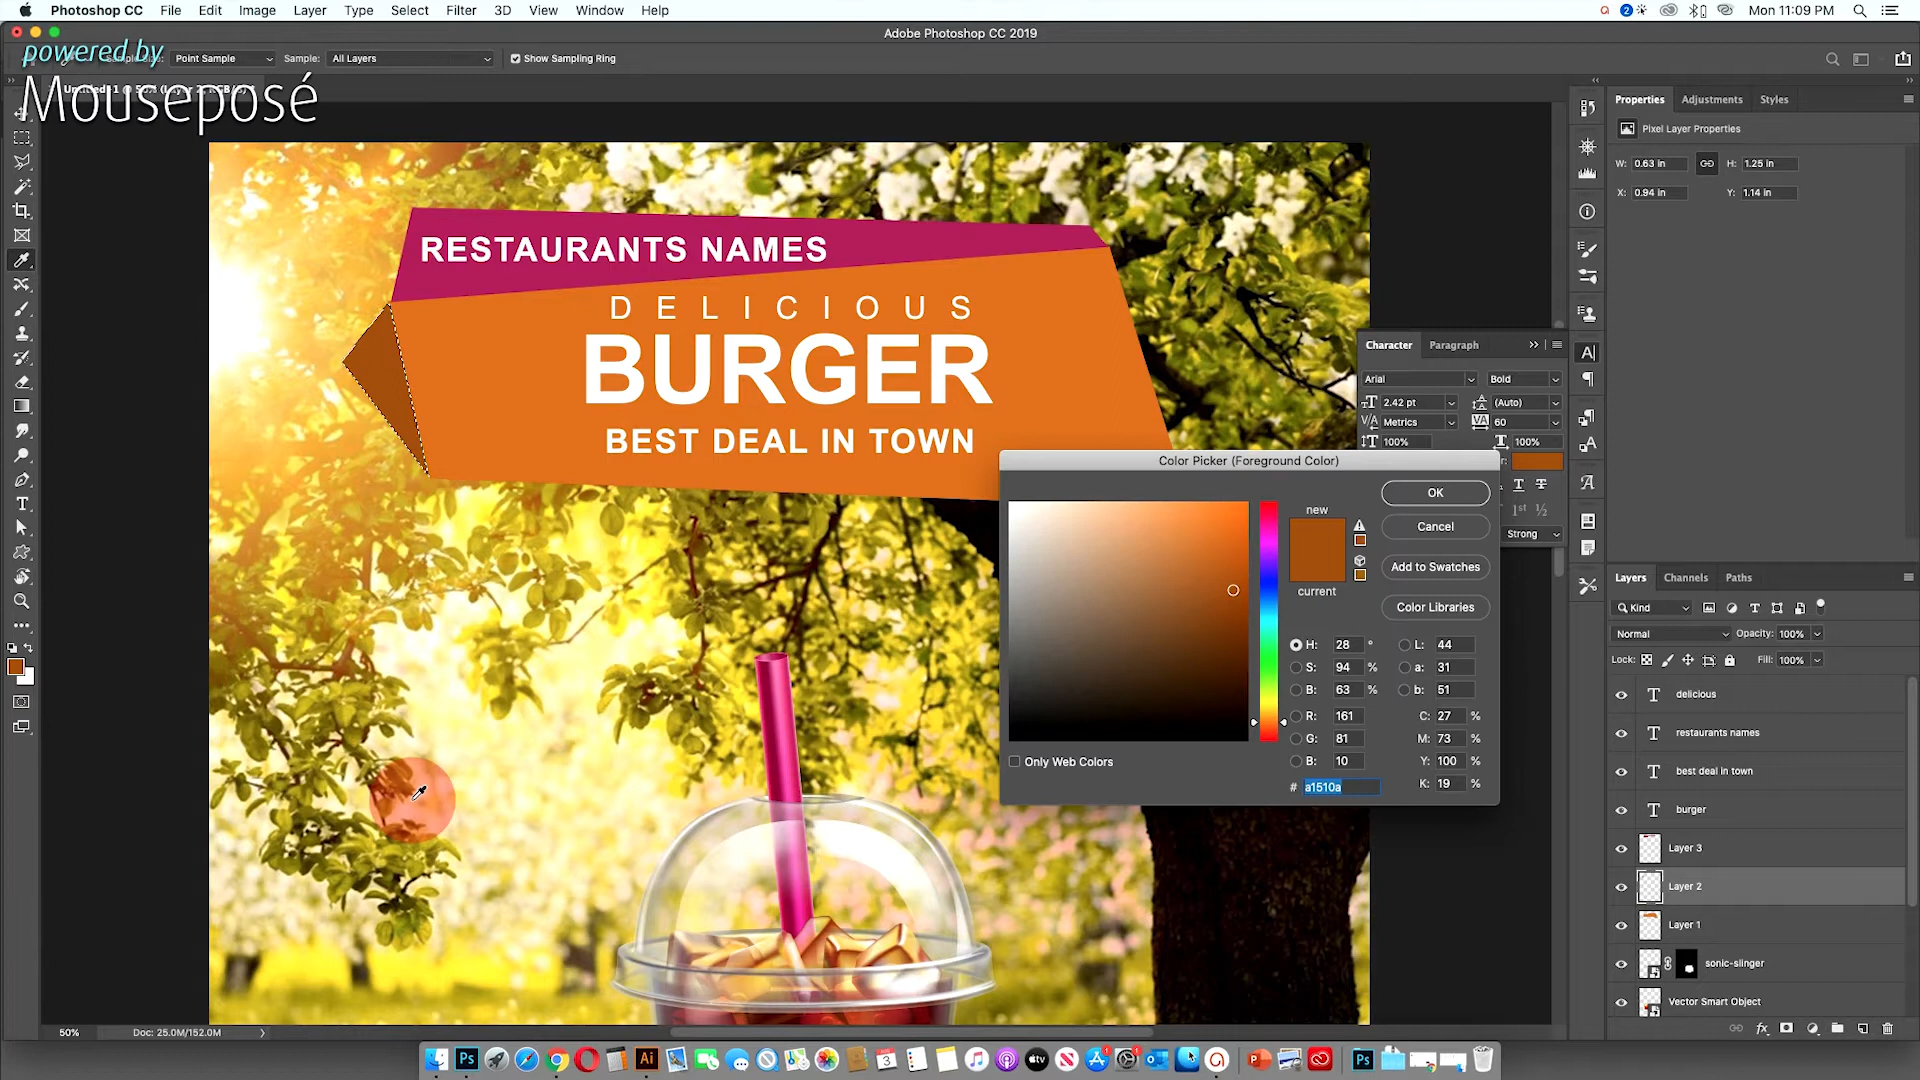 Photoshop CC File Edit Image Layer Type Select Filter 3D View Window Help
2 Mon 11:09 PM
Adobe Photoshop CC 2019
powered by
Mouseposé
Point Sample Sample: All Layers Show Sampling Ring
Properties Adjustments Styles
Pixel Layer Properties
W: 0.63 in H: 1.25 in
X: 0.94 in Y: 1.14 in
RESTAURANTS NAMES
DELICIOUS
BURGER
BEST DEAL IN TOWN
Character Paragraph
Arial Bold
2.42 pt (Auto)
Metrics 60
100% 100%
Strong
Color Picker (Foreground Color)
new
current
OK
Cancel
Add to Swatches
Color Libraries
H: 28 ° L: 44
S: 94 % a: 31
B: 63 % b: 51
R: 161 C: 27 %
G: 81 M: 73 %
B: 10 Y: 100 %
# a1510a K: 19 %
Only Web Colors
Layers Channels Paths
Kind
Normal Opacity: 100%
Lock: Fill: 100%
delicious
restaurants names
best deal in town
burger
Layer 3
Layer 2
Layer 1
sonic-slinger
Vector Smart Object
50% Doc: 25.0M/152.0M